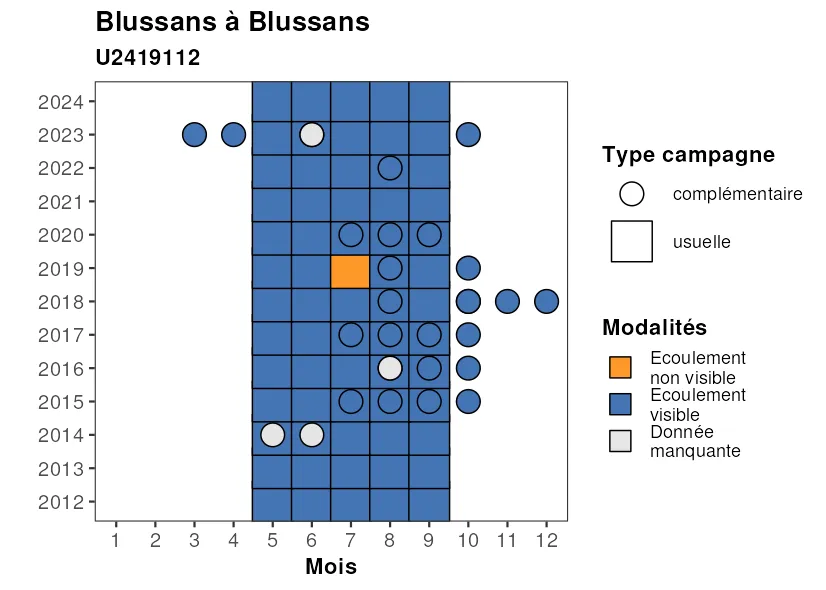 Blussans à Blussans
U2419112
2024
2023
2022
2021
2020
2019
2018
2017
2016
2015
2014
2013
2012
1 2 3 4 5 6 7 8 9 10 11 12
Mois
Type campagne
complémentaire
usuelle
Modalités
Ecoulement
non visible
Ecoulement
visible
Donnée
manquante